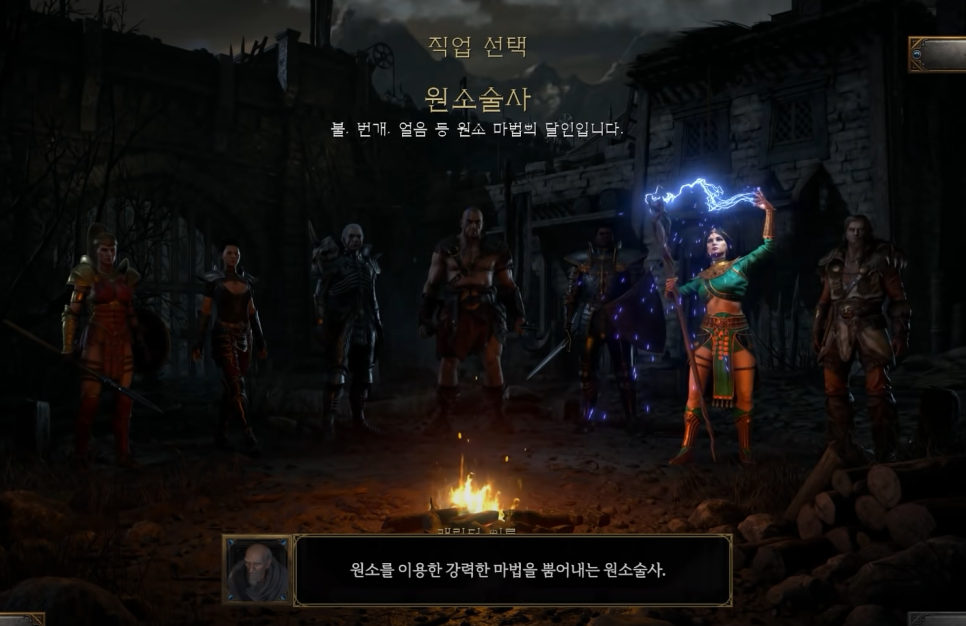 직업 선택
원소술사
불, 번개, 얼음 등 원소 마법의 달인입니다.
원소를 이용한 강력한 마법을 뿜어내는 원소술사.